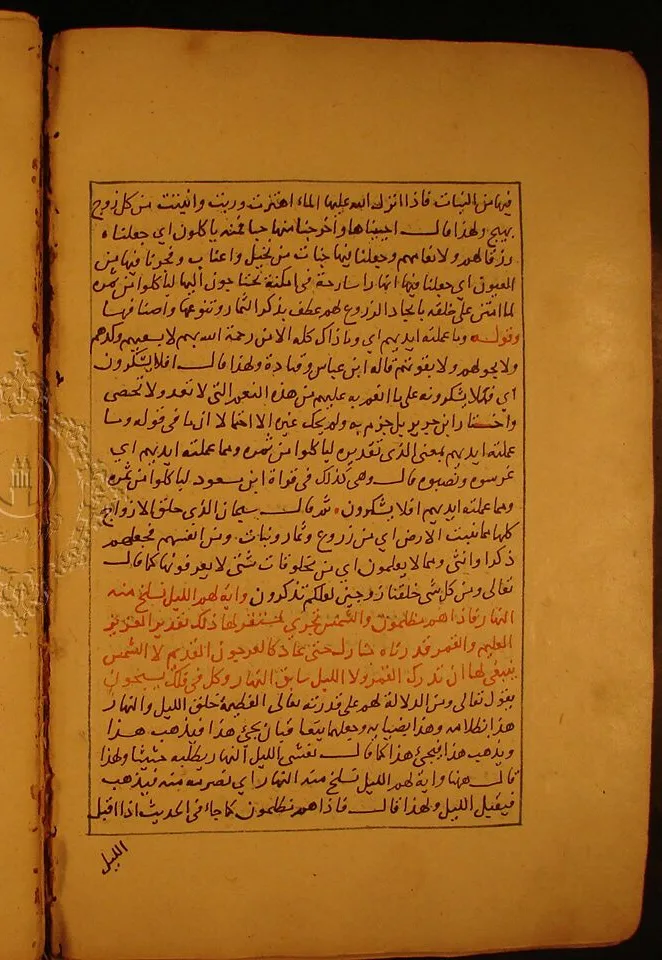 فيها من النبات فاذا انزل الله عليها الماء اهتزت وربت وانبتت من كل زوج
بهيج ولهذا قال احييناها واخرجنا منها حبا فمنه ياكلون اي جعلناه
رزقا لهم ولانعامهم وجعلنا فيها جنات من نخيل واعناب وفجرنا فيها من
العيون اي جعلنا فيها انهارا سارحة في امكنة يحتاجون اليها لياكلوا من ثمره
لما امتن على خلقه بايجاد الزروع لهم عطف بذكر الثمار وتنوعها واصنافها
وقوله وما عملته ايديهم اي وما ذاك كله الا من رحمة الله بهم لا بسعيهم وكدهم
ولا بحولهم ولا بقوتهم قاله ابن عباس وقتادة ولهذا قال افلا يشكرون
اي فهلا يشكرونه على ما انعم به عليهم من هذه النعم التي لا تعد ولا تحصى
واختار ابن جرير بل جزم به ولم يحك غيره الا احتمالا ان ما في قوله وما
عملته ايديهم بمعنى الذي تقديره لياكلوا من ثمره ومما عملته ايديهم اي
غرسوه ونصبوه قال وهي كذلك في قراة ابن مسعود لياكلوا من ثمره
ومما عملته ايديهم افلا يشكرون ثم قال سبحان الذي خلق الازواج
كلها مما تنبت الارض اي من زروع وثمار ونبات ومن انفسهم فجعلهم
ذكرا وانثى ومما لا يعلمون اي من مخلوقات شتى لا يعرفونها كما قال
تعالى ومن كل شي خلقنا زوجين لعلكم تذكرون واية لهم الليل نسلخ منه
النهار فاذا هم مظلمون والشمس تجري لمستقر لها ذلك تقدير العزيز
العليم والقمر قدرناه منازل حتى عاد كالعرجون القديم لا الشمس
ينبغي لها ان تدرك القمر ولا الليل سابق النهار وكل في فلك يسبحون
يقول تعالى ومن الدلالة لهم على قدرته تعالى العظيمة خلق الليل والنهار
هذا بظلامه وهذا بضيايه وجعلهما يتعاقبان يجئ هذا فيذهب هذا
ويذهب هذا فيجئ هذا كما قال يغشى الليل النهار يطلبه حثيثا ولهذا
قال ههنا واية لهم الليل نسلخ منه النهار اي نصرمه منه فيذهب
فيقبل الليل ولهذا قال فاذا هم مظلمون كما جاء في الحديث اذا اقبل
الليل